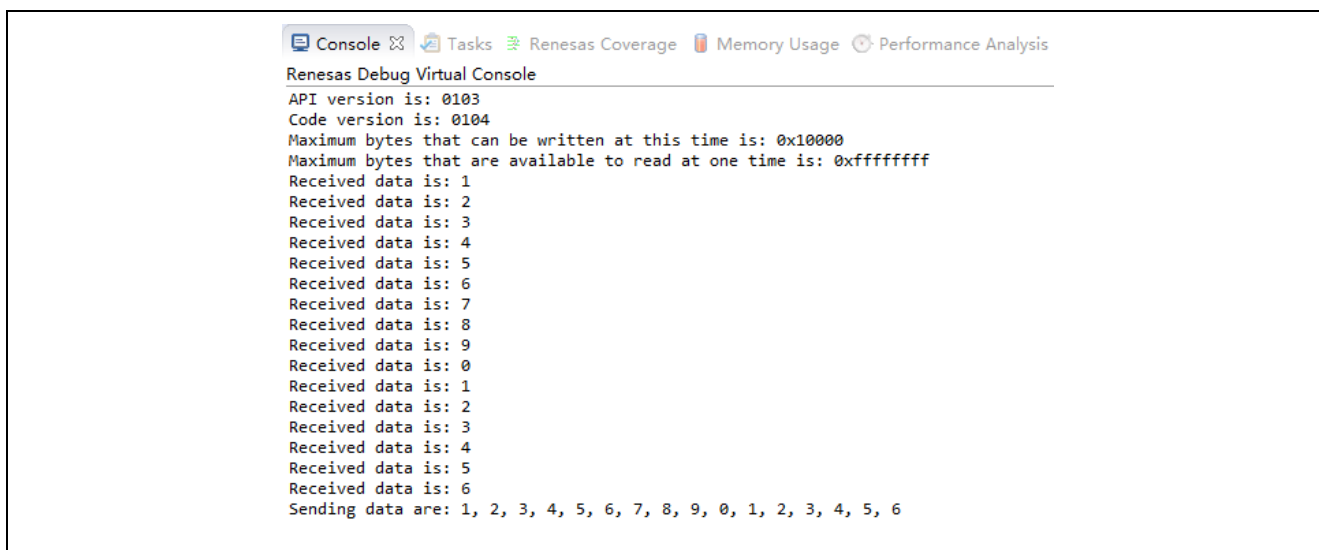 Console Tasks Renesas Coverage Memory Usage Performance Analysis
Renesas Debug Virtual Console
API version is: 0103
Code version is: 0104
Maximum bytes that can be written at this time is: 0x10000
Maximum bytes that are available to read at one time is: 0xffffffff
Received data is: 1
Received data is: 2
Received data is: 3
Received data is: 4
Received data is: 5
Received data is: 6
Received data is: 7
Received data is: 8
Received data is: 9
Received data is: 0
Received data is: 1
Received data is: 2
Received data is: 3
Received data is: 4
Received data is: 5
Received data is: 6
Sending data are: 1, 2, 3, 4, 5, 6, 7, 8, 9, 0, 1, 2, 3, 4, 5, 6